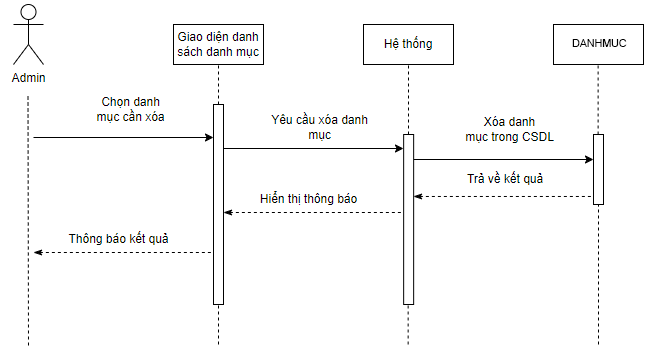 Admin
Giao diện danh
sách danh mục
Hệ thống
DANHMUC
Chọn danh
mục cần xóa
Yêu cầu xóa danh
mục
Xóa danh
mục trong CSDL
Trả về kết quả
Hiển thị thông báo
Thông báo kết quả